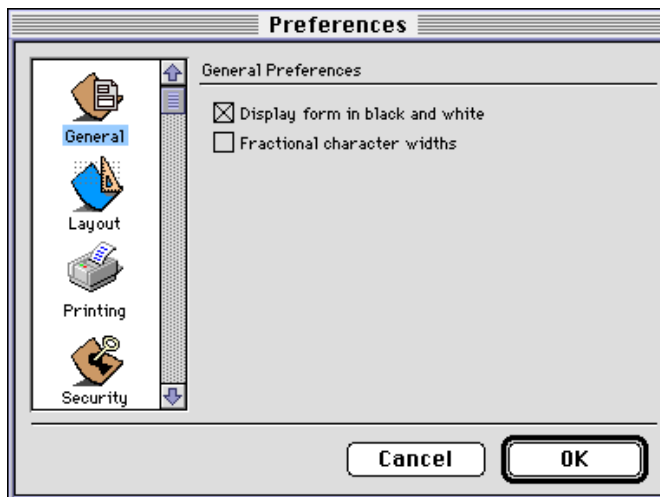 Preferences
General
Layout
Printing
Security
General Preferences
Display form in black and white
Fractional character widths
Cancel
OK